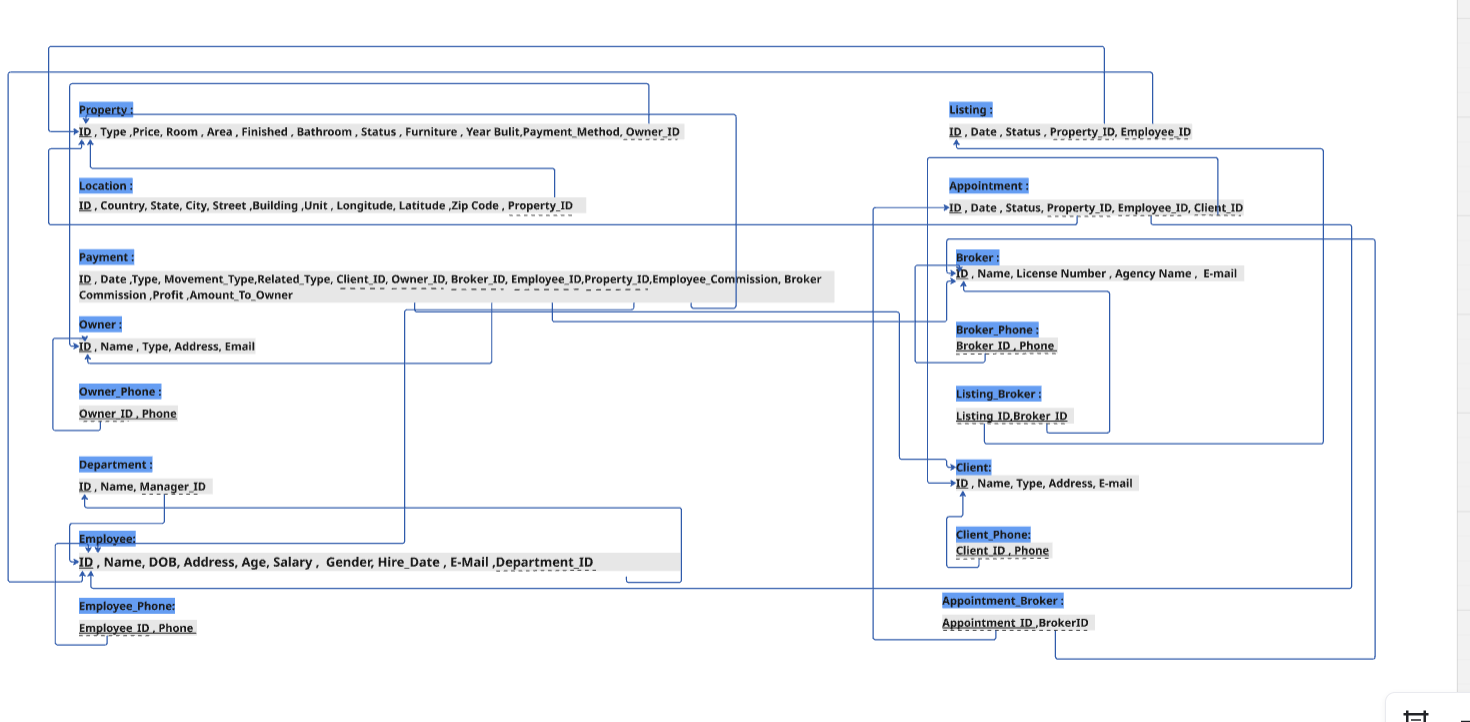 Property :
ID , Type ,Price, Room , Area , Finished , Bathroom , Status , Furniture , Year Bulit,Payment_Method, Owner_ID
Location :
ID , Country, State, City, Street ,Building ,Unit , Longitude, Latitude ,Zip Code , Property_ID
Payment :
ID , Date ,Type, Movement_Type,Related_Type, Client_ID, Owner_ID, Broker_ID, Employee_ID,Property_ID,Employee_Commission, Broker
Commission ,Profit ,Amount_To_Owner
Owner :
ID , Name , Type, Address, Email
Owner_Phone :
Owner_ID , Phone
Department :
ID , Name, Manager_ID
Employee:
ID , Name, DOB, Address, Age, Salary , Gender, Hire_Date , E-Mail ,Department_ID
Employee_Phone:
Employee_ID , Phone
Listing :
ID , Date , Status , Property_ID, Employee_ID
Appointment :
ID , Date , Status, Property_ID, Employee_ID, Client_ID
Broker :
ID , Name, License Number , Agency Name , E-mail
Broker_Phone :
Broker_ID , Phone
Listing_Broker :
Listing_ID,Broker_ID
Client:
ID , Name, Type, Address, E-mail
Client_Phone:
Client_ID , Phone
Appointment_Broker :
Appointment_ID ,BrokerID